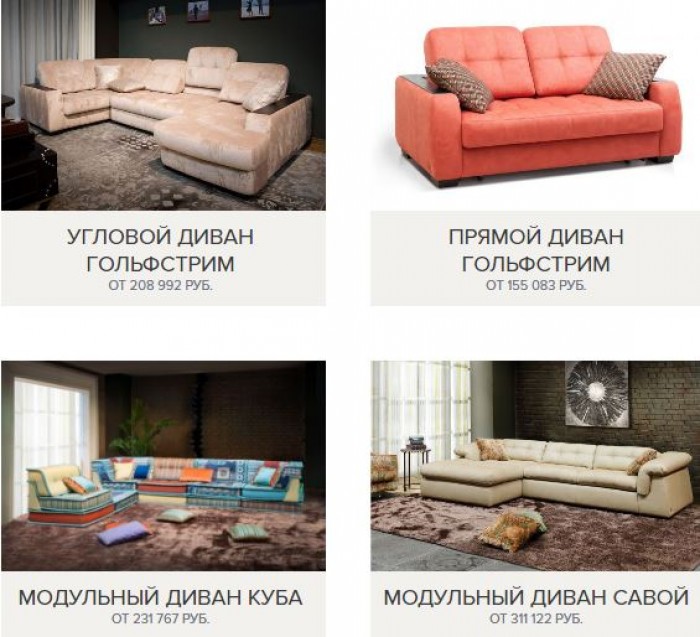 УГЛОВОЙ ДИВАН
ГОЛЬФСТРИМ
ОТ 208 992 РУБ.
ПРЯМОЙ ДИВАН
ГОЛЬФСТРИМ
ОТ 155 083 РУБ.
МОДУЛЬНЫЙ ДИВАН КУБА
ОТ 231 767 РУБ.
МОДУЛЬНЫЙ ДИВАН САВОЙ
ОТ 311 122 РУБ.